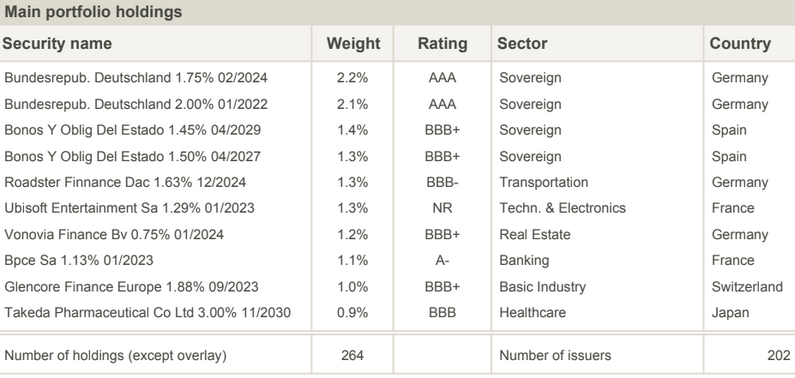 Main portfolio holdings
Security name Weight Rating Sector Country
Bundesrepub. Deutschland 1.75% 02/2024 2.2% AAA Sovereign Germany
Bundesrepub. Deutschland 2.00% 01/2022 2.1% AAA Sovereign Germany
Bonos Y Oblig Del Estado 1.45% 04/2029 1.4% BBB+ Sovereign Spain
Bonos Y Oblig Del Estado 1.50% 04/2027 1.3% BBB+ Sovereign Spain
Roadster Finnance Dac 1.63% 12/2024 1.3% BBB- Transportation Germany
Ubisoft Entertainment Sa 1.29% 01/2023 1.3% NR Techn. & Electronics France
Vonovia Finance Bv 0.75% 01/2024 1.2% BBB+ Real Estate Germany
Bpce Sa 1.13% 01/2023 1.1% A- Banking France
Glencore Finance Europe 1.88% 09/2023 1.0% BBB+ Basic Industry Switzerland
Takeda Pharmaceutical Co Ltd 3.00% 11/2030 0.9% BBB Healthcare Japan
Number of holdings (except overlay) 264 Number of issuers 202